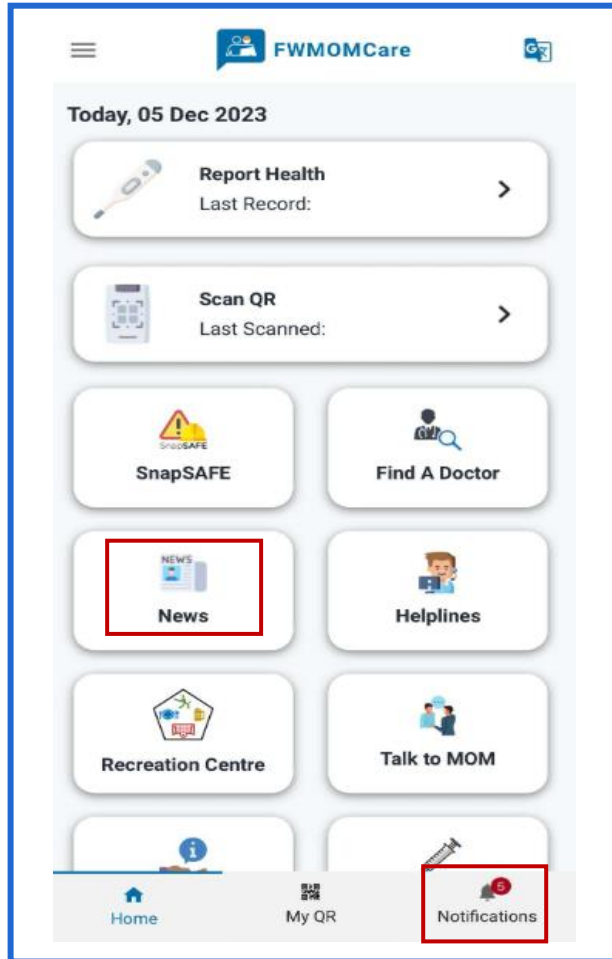 FWMOMCare
Today, 05 Dec 2023
Report Health
Last Record:
Scan QR
Last Scanned:
SnapSAFE
SnapSAFE
Find A Doctor
NEWS
News
Helplines
Recreation Centre
Talk to MOM
5
Home
My QR
Notifications